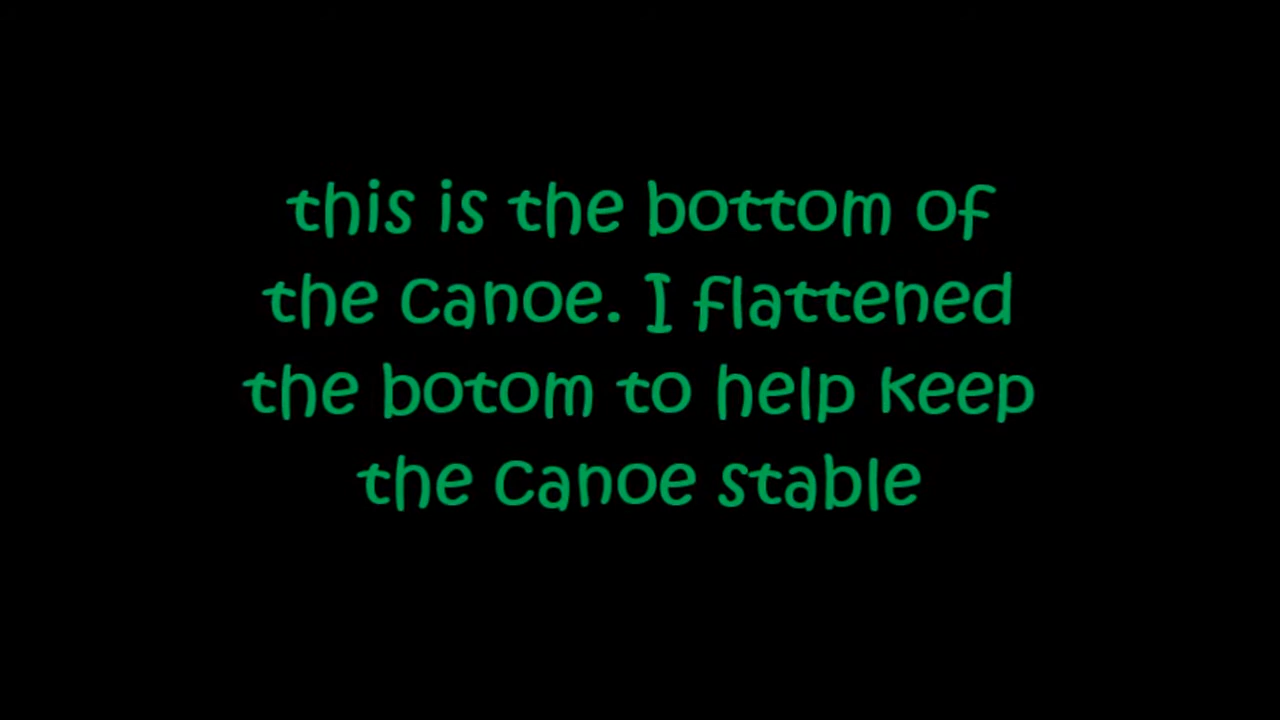 this is the bottom of
the canoe. I flattened
the botom to help keep
the canoe stable